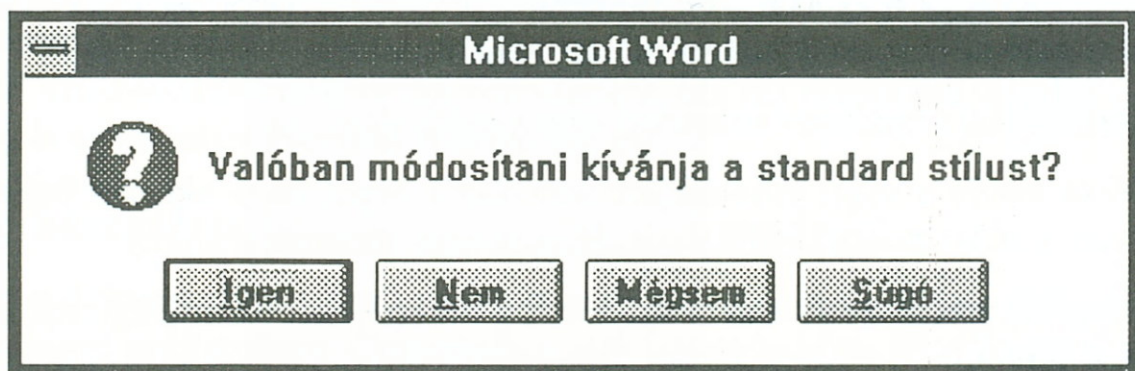 Microsoft Word
Valóban módosítani kívánja a standard stílust?
Igen Nem Mégsem Súgó